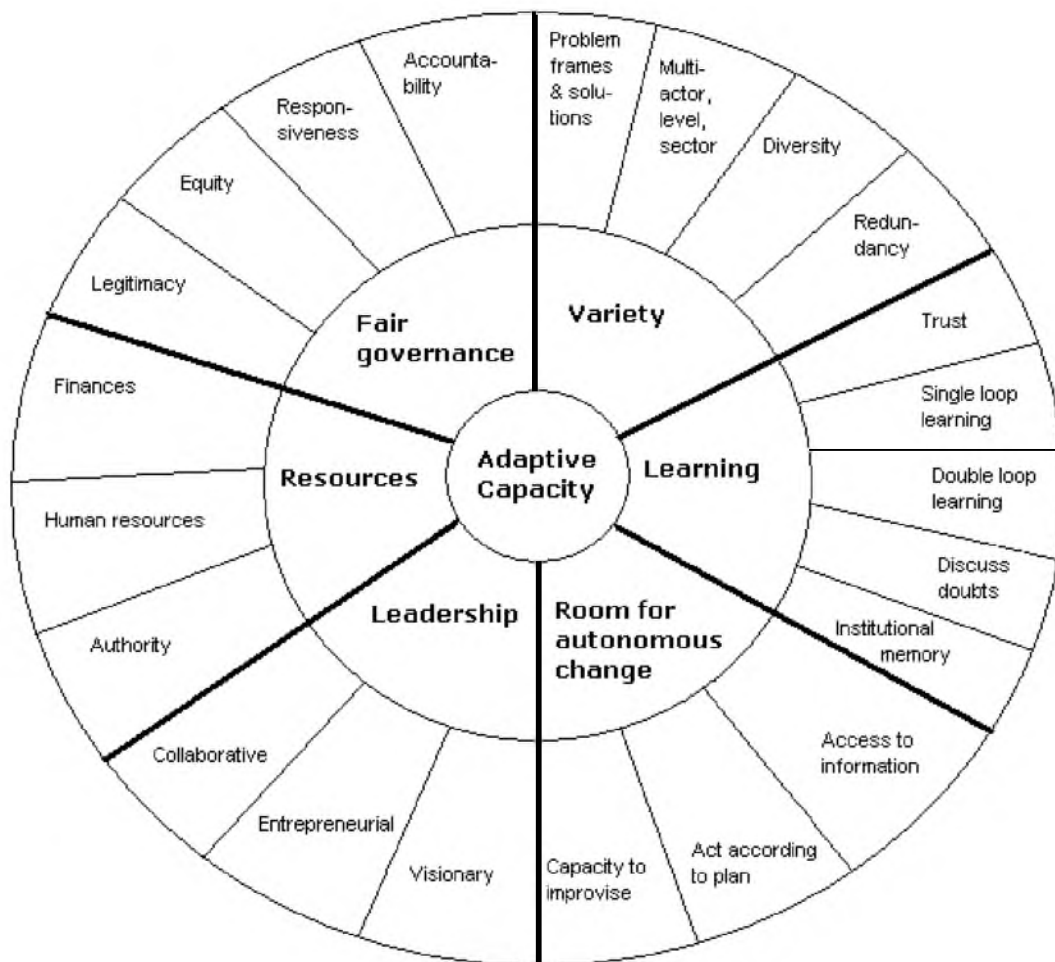 Accounta-
bility
Problem
frames
& solu-
tions
Multi-
actor,
level,
sector
Diversity
Redun-
dancy
Respon-
siveness
Equity
Legitimacy
Fair
governance
Variety
Trust
Single loop
learning
Double loop
learning
Discuss
doubts
Institutional
memory
Learning
Adaptive
Capacity
Resources
Finances
Human resources
Authority
Leadership
Collaborative
Entrepreneurial
Visionary
Room for
autonomous
change
Capacity to
improvise
Act according
to plan
Access to
information